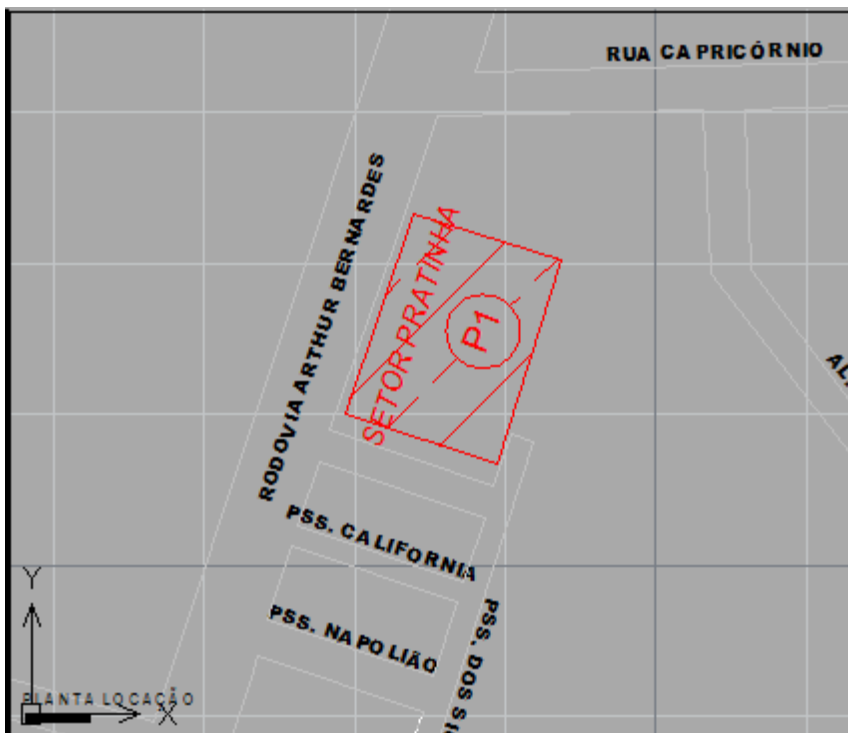 RUA CAPRICÓRNIO
RODOVIA ARTHUR BERNARDES
SETOR PRATINHA
P1
PSS. CALIFORNIA
PSS. NAPOLIÃO
PSS. DOS
Y
PLANTA LOCAÇÃO
X